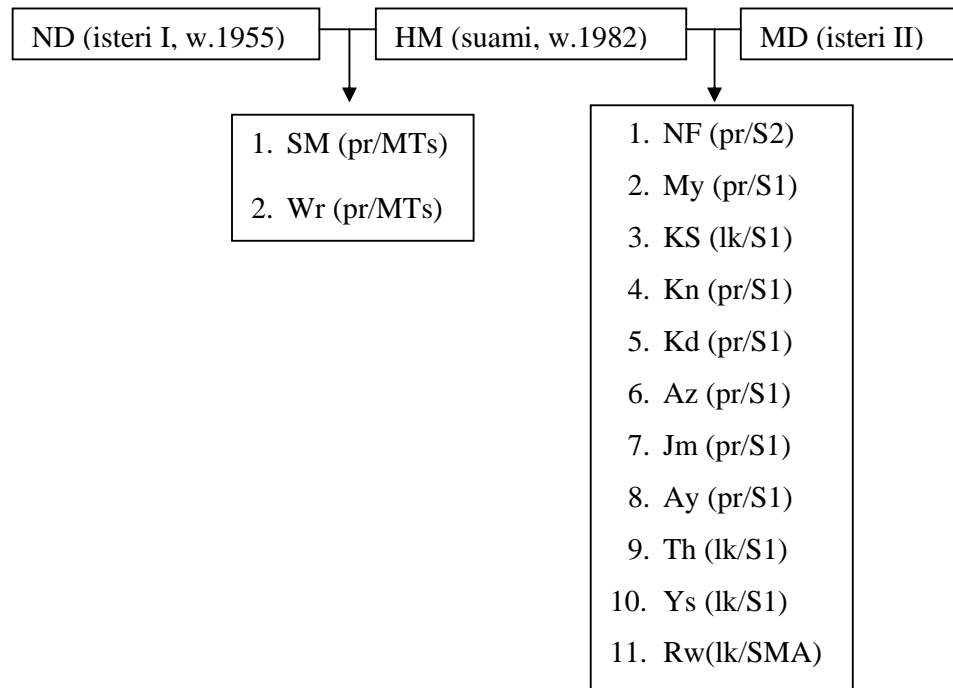 ND (isteri I, w.1955)
HM (suami, w.1982)
MD (isteri II)
1. SM (pr/MTs)
2. Wr (pr/MTs)
1. NF (pr/S2)
2. My (pr/S1)
3. KS (lk/S1)
4. Kn (pr/S1)
5. Kd (pr/S1)
6. Az (pr/S1)
7. Jm (pr/S1)
8. Ay (pr/S1)
9. Th (lk/S1)
10. Ys (lk/S1)
11. Rw(lk/SMA)